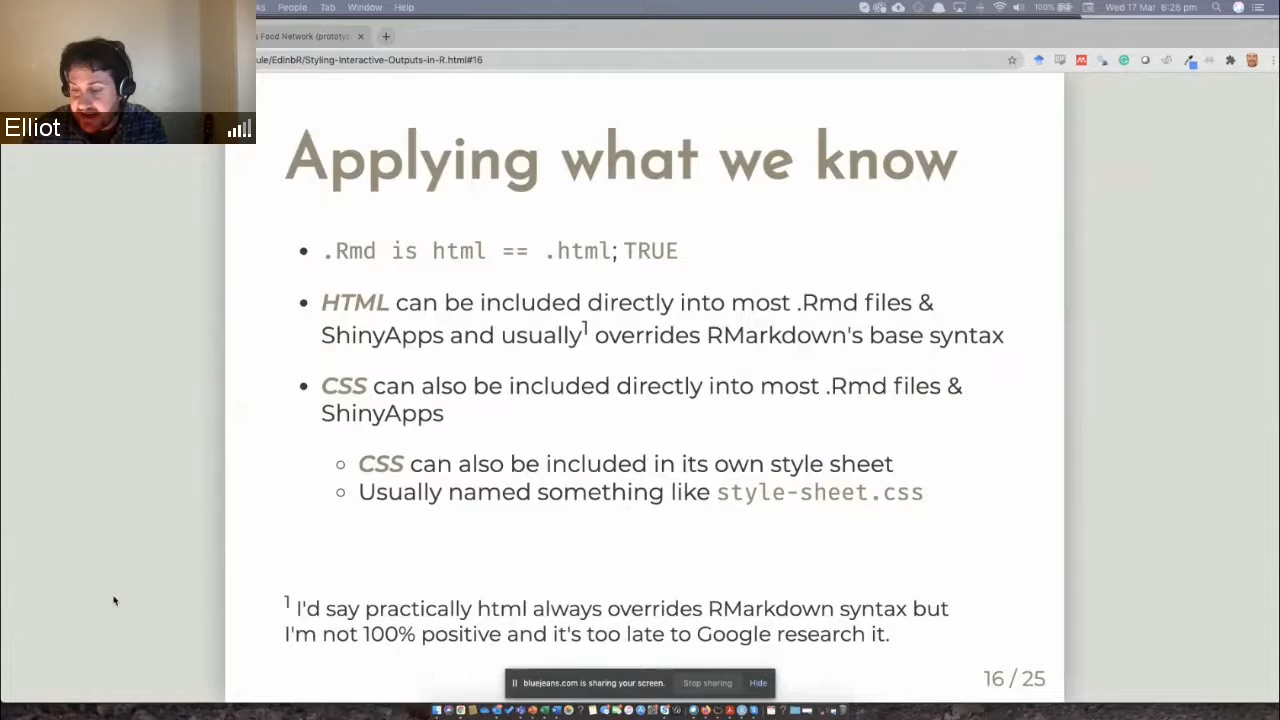 ks People Tab Window Help
100% Wed 17 Mar 6:26 pm
s Food Network (prototyp
ule/EdinbR/Styling-Interactive-Outputs-in-R.html#16
Elliot
Applying what we know
• .Rmd is html == .html; TRUE
• HTML can be included directly into most .Rmd files &
ShinyApps and usually1 overrides RMarkdown's base syntax
• CSS can also be included directly into most .Rmd files &
ShinyApps
○ CSS can also be included in its own style sheet
○ Usually named something like style-sheet.css
1 I'd say practically html always overrides RMarkdown syntax but
I'm not 100% positive and it's too late to Google research it.
bluejeans.com is sharing your screen. Stop sharing Hide
16 / 25